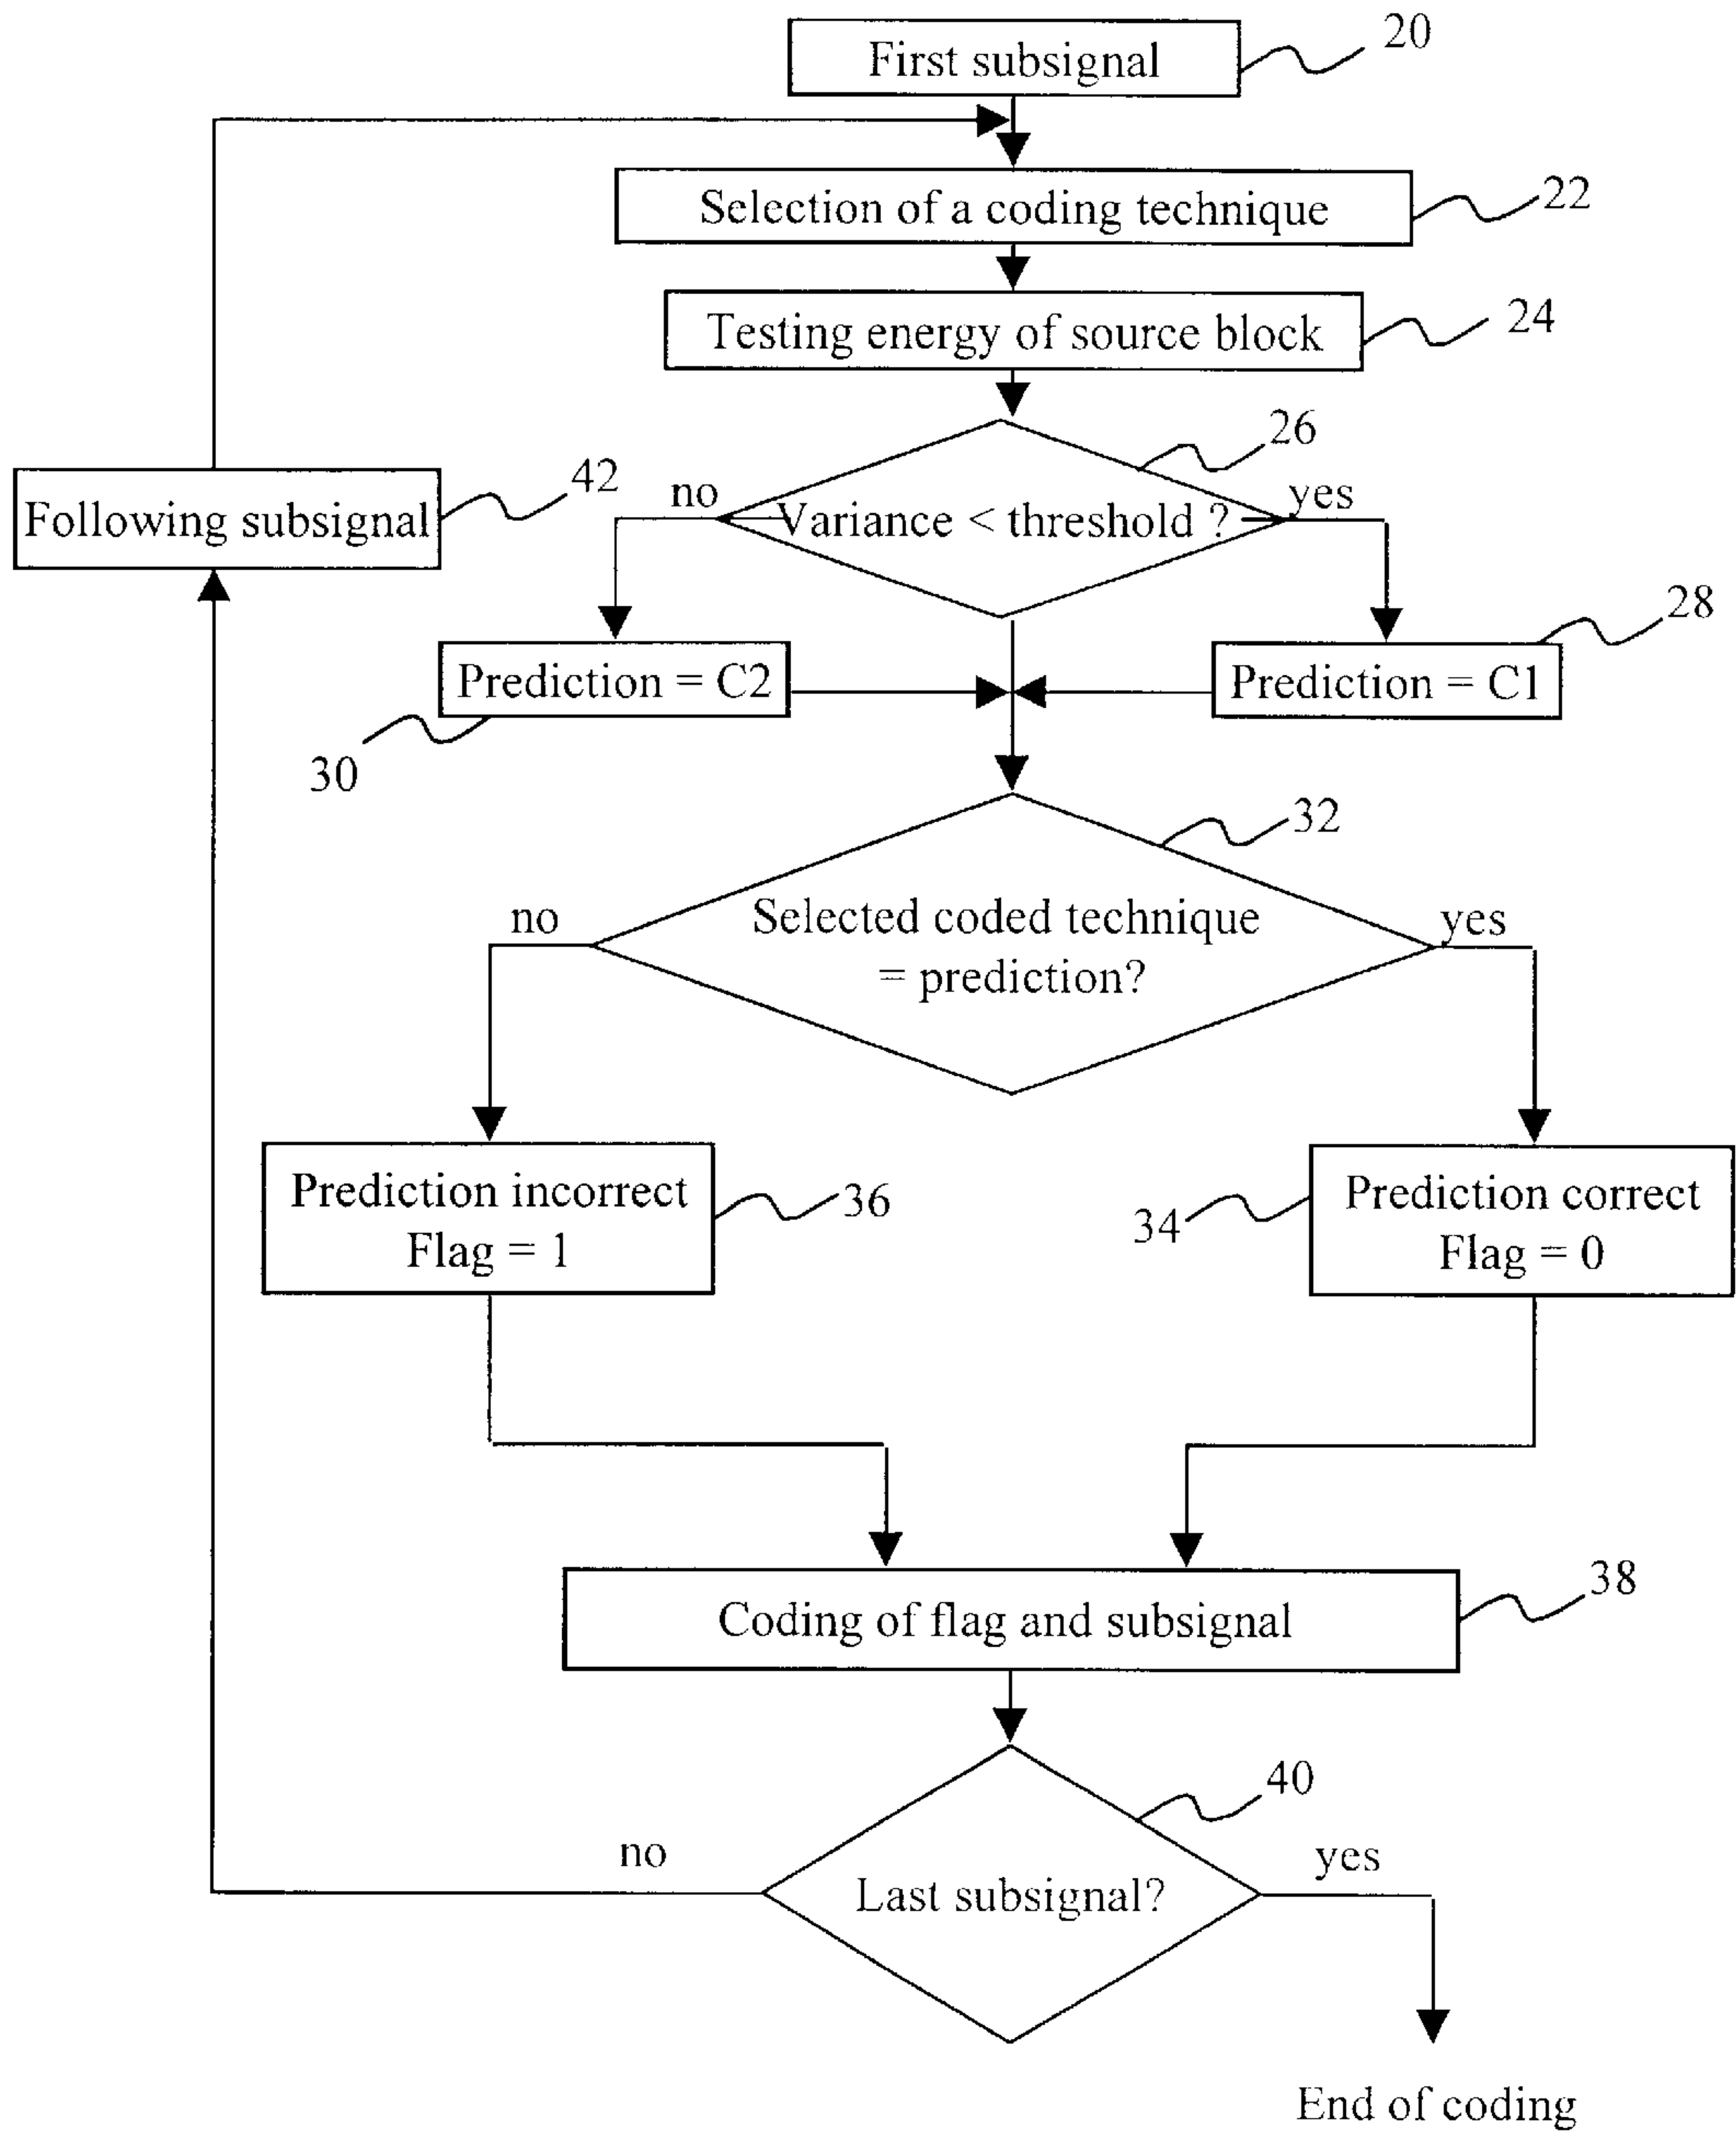 First subsignal
20
Selection of a coding technique
22
Testing energy of source block
24
26
Following subsignal
42
no
Variance < threshold ?
yes
28
Prediction = C2
Prediction = C1
30
32
no
Selected coded technique
= prediction?
yes
Prediction incorrect
Flag = 1
36
34
Prediction correct
Flag = 0
38
Coding of flag and subsignal
40
no
Last subsignal?
yes
End of coding